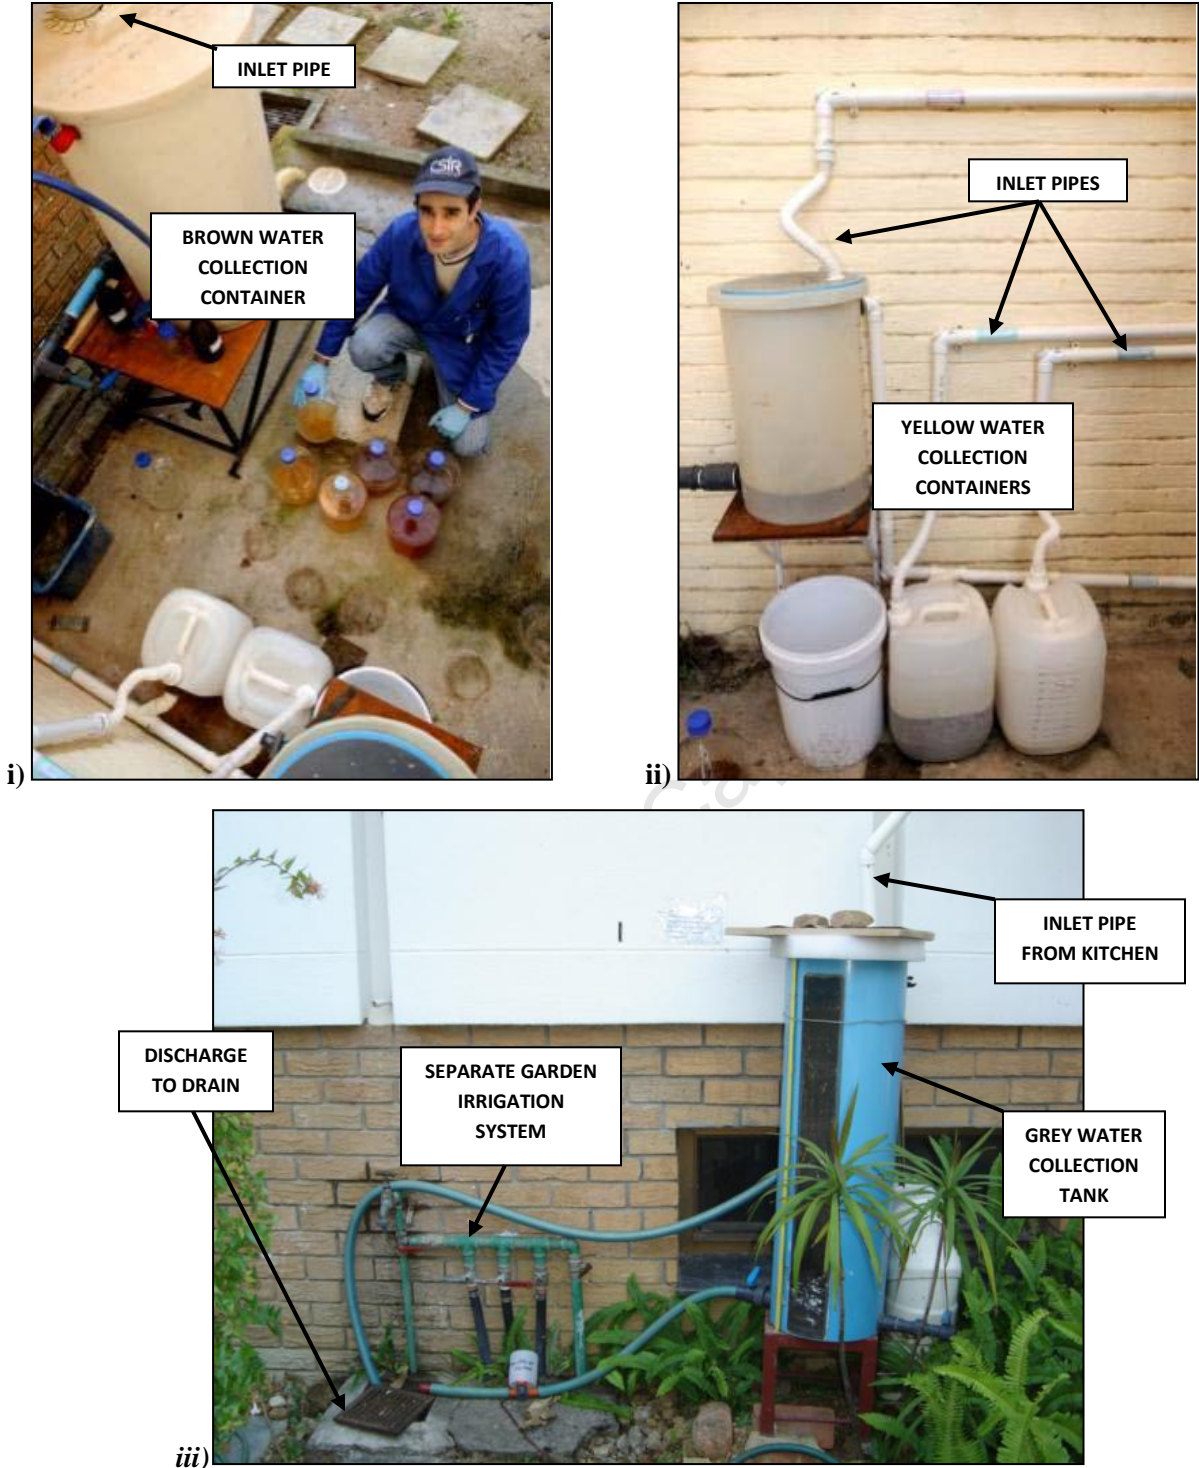 INLET PIPE
CSIR
BROWN WATER
COLLECTION
CONTAINER
i)
INLET PIPES
YELLOW WATER
COLLECTION
CONTAINERS
ii)
INLET PIPE
FROM KITCHEN
DISCHARGE
TO DRAIN
SEPARATE GARDEN
IRRIGATION
SYSTEM
GREY WATER
COLLECTION
TANK
iii)